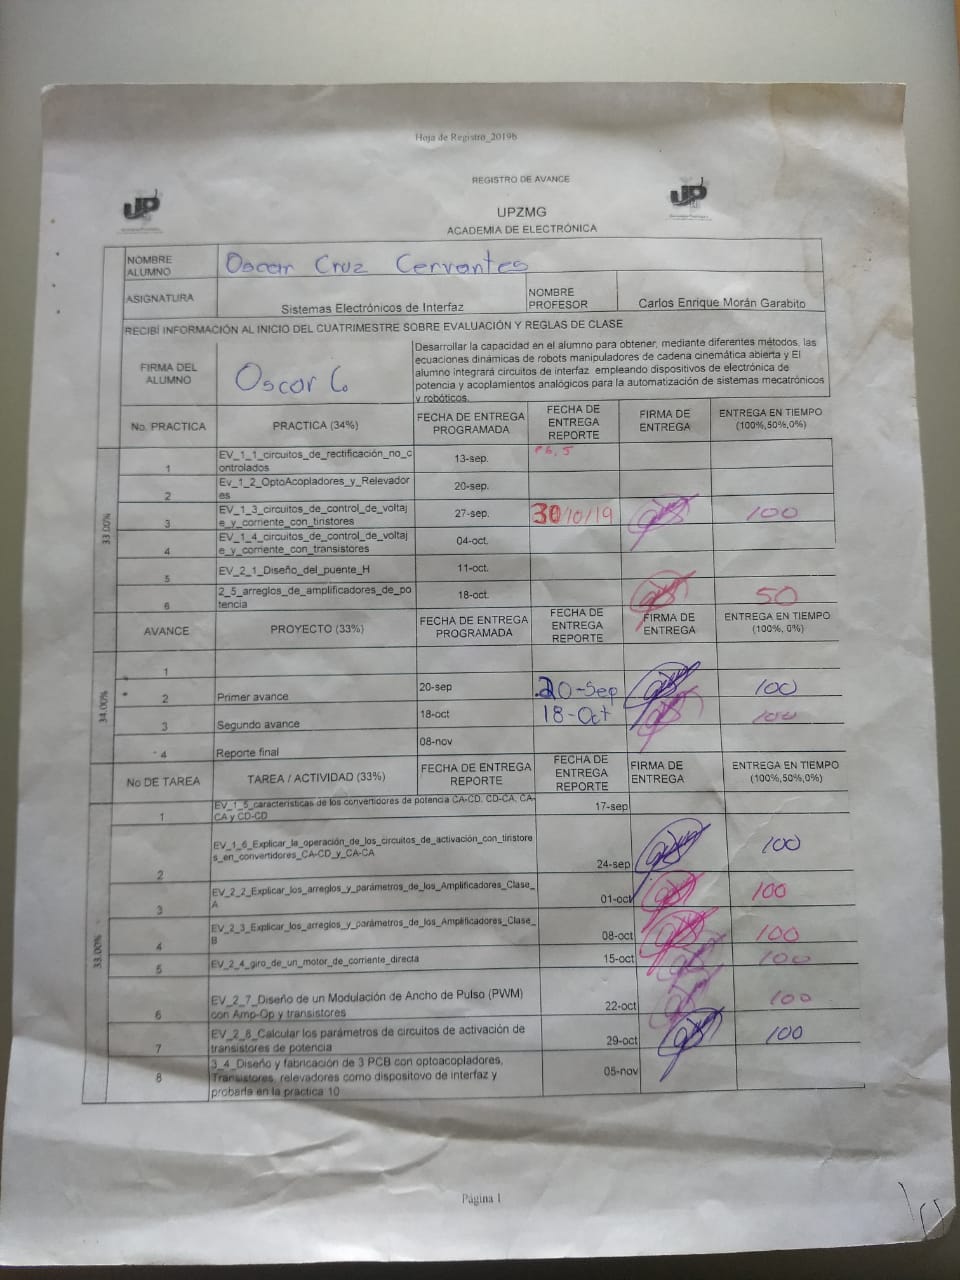 Hoja de Registro_2019b
REGISTRO DE AVANCE
UP
UP
UPZMG
ACADEMIA DE ELECTRÓNICA
NOMBRE ALUMNO Oscar Cruz Cervantes
ASIGNATURA Sistemas Electrónicos de Interfaz NOMBRE PROFESOR Carlos Enrique Morán Garabito
RECIBÍ INFORMACIÓN AL INICIO DEL CUATRIMESTRE SOBRE EVALUACIÓN Y REGLAS DE CLASE
FIRMA DEL ALUMNO Oscar C.
Desarrollar la capacidad en el alumno para obtener, mediante diferentes métodos, las
ecuaciones dinámicas de robots manipuladores de cadena cinemática abierta y El
alumno integrará circuitos de interfaz empleando dispositivos de electrónica de
potencia y acoplamientos analógicos para la automatización de sistemas mecatrónicos
y robóticos.
No. PRACTICA PRACTICA (34%) FECHA DE ENTREGA PROGRAMADA FECHA DE ENTREGA REPORTE FIRMA DE ENTREGA ENTREGA EN TIEMPO (100%,50%,0%)
33.00%
1 EV_1_1_circuitos_de_rectificación_no_controlados 13-sep.
2 Ev_1_2_OptoAcopladores_y_Relevadores 20-sep.
3 EV_1_3_circuitos_de_control_de_voltaje_y_corriente_con_tiristores 27-sep. 30/10/19 100
4 EV_1_4_circuitos_de_control_de_voltaje_y_corriente_con_transistores 04-oct.
5 EV_2_1_Diseño_del_puente_H 11-oct.
6 2_5_arreglos_de_amplificadores_de_potencia 18-oct. 50
AVANCE PROYECTO (33%) FECHA DE ENTREGA PROGRAMADA FECHA DE ENTREGA REPORTE FIRMA DE ENTREGA ENTREGA EN TIEMPO (100%, 0%)
34.00%
1
2 Primer avance 20-sep 20-Sep 100
3 Segundo avance 18-oct 18-Oct 100
4 Reporte final 08-nov
No DE TAREA TAREA / ACTIVIDAD (33%) FECHA DE ENTREGA REPORTE FECHA DE ENTREGA REPORTE FIRMA DE ENTREGA ENTREGA EN TIEMPO (100%,50%,0%)
33.00%
1 EV_1_5_características de los convertidores de potencia CA-CD, CD-CA, CA-CA y CD-CD 17-sep
2 EV_1_6_Explicar_la_operación_de_los_circuitos_de_activación_con_tiristores_en_convertidores_CA-CD_y_CA-CA 24-sep 100
3 EV_2_2_Explicar_los_arreglos_y_parámetros_de_los_Amplificadores_Clase_A 01-oct 100
4 EV_2_3_Explicar_los_arreglos_y_parámetros_de_los_Amplificadores_Clase_B 08-oct 100
5 EV_2_4_giro_de_un_motor_de_corriente_directa 15-oct 100
6 EV_2_7_Diseño de un Modulación de Ancho de Pulso (PWM) con Amp-Op y transistores 22-oct 100
7 EV_2_8_Calcular los parámetros de circuitos de activación de transistores de potencia 29-oct 100
8 3_4_Diseño y fabricación de 3 PCB con optoacopladores, Transistores, relevadores como dispositovo de interfaz y probarla en la practica 10 05-nov
Página 1